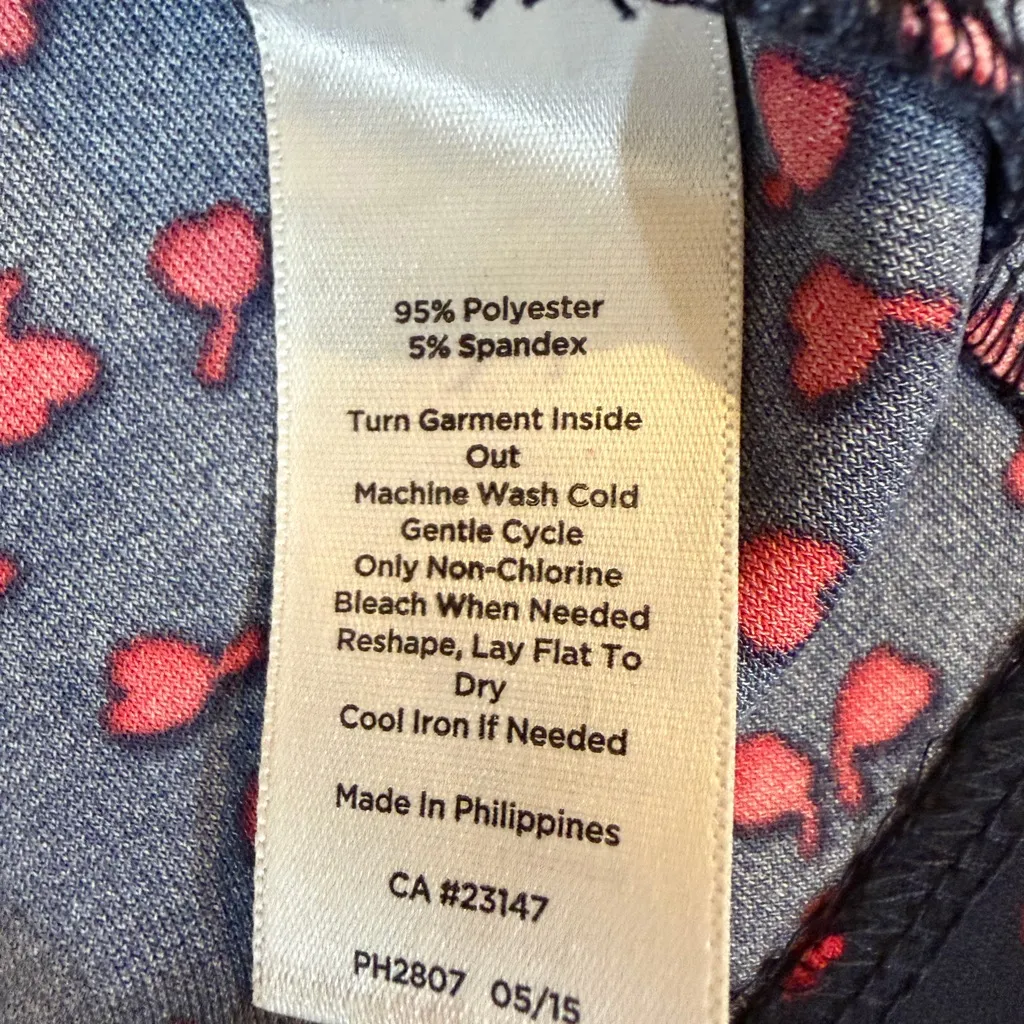 95% Polyester
5% Spandex
Turn Garment Inside
Out
Machine Wash Cold
Gentle Cycle
Only Non-Chlorine
Bleach When Needed
Reshape, Lay Flat To
Dry
Cool Iron If Needed
Made In Philippines
CA #23147
PH2807 05/15